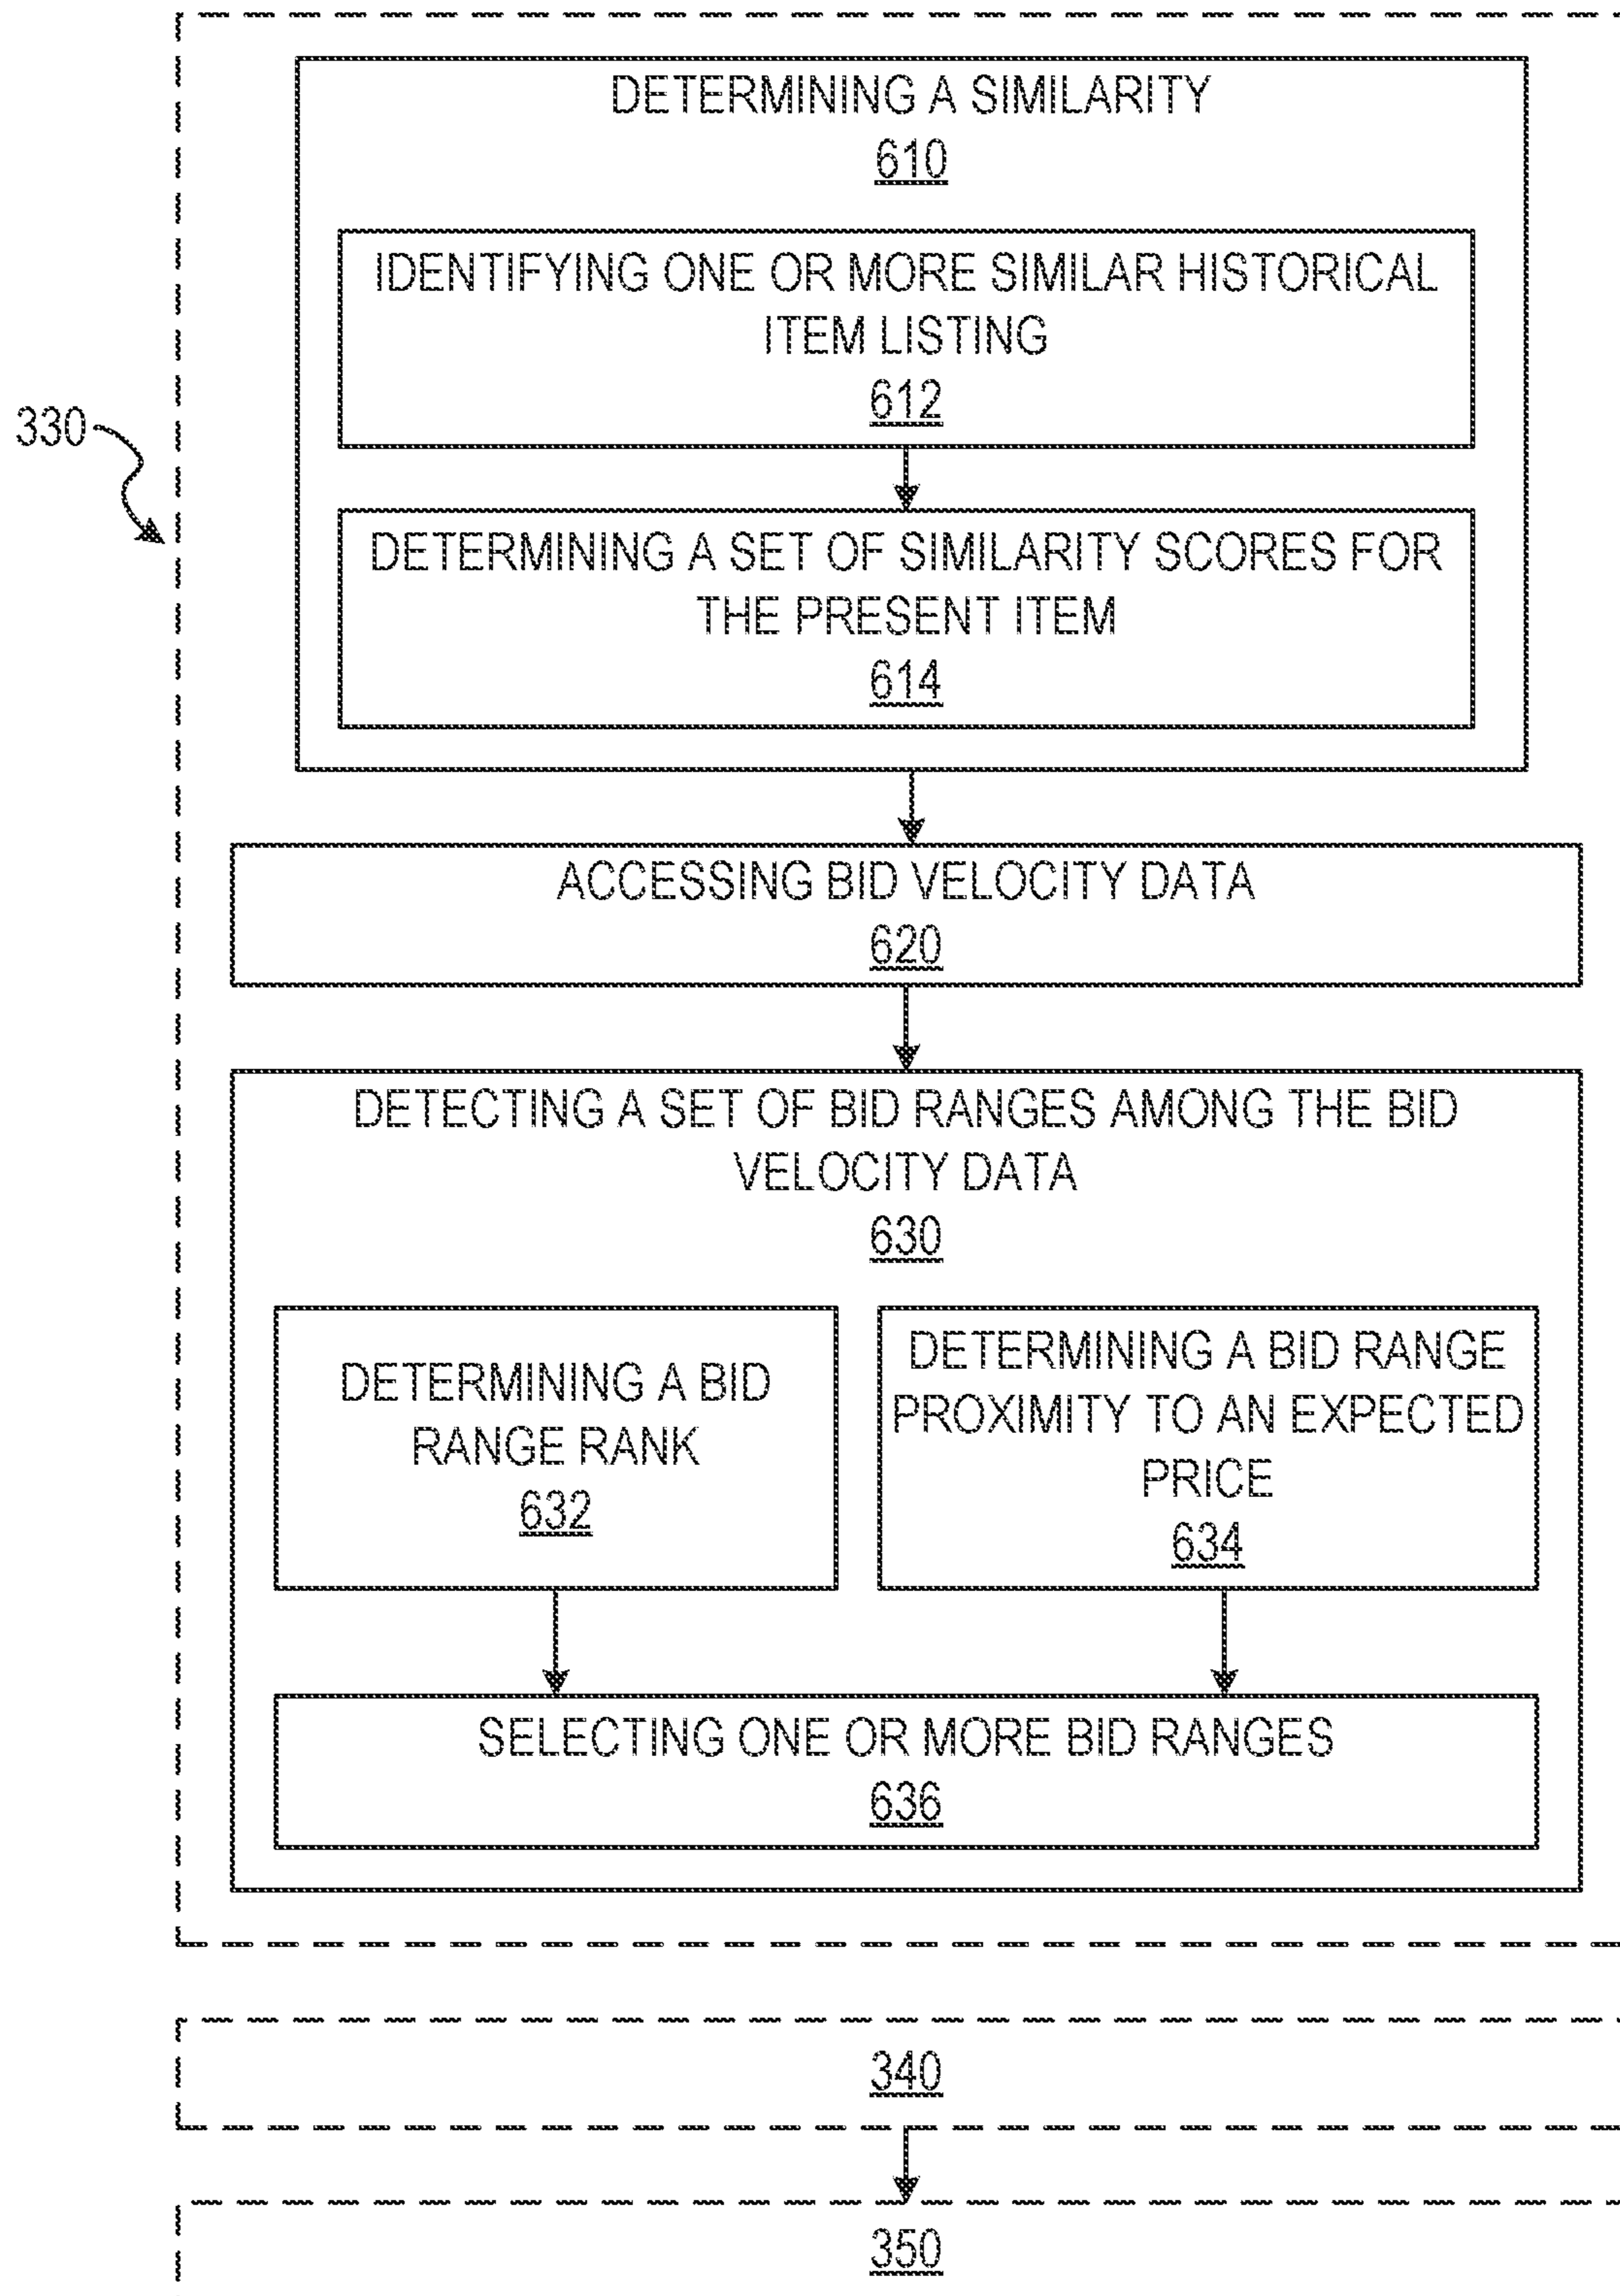 DETERMINING A SIMILARITY
610
IDENTIFYING ONE OR MORE SIMILAR HISTORICAL
ITEM LISTING
612
330
DETERMINING A SET OF SIMILARITY SCORES FOR
THE PRESENT ITEM
614
ACCESSING BID VELOCITY DATA
620
DETECTING A SET OF BID RANGES AMONG THE BID
VELOCITY DATA
630
DETERMINING A BID
RANGE RANK
632
DETERMINING A BID RANGE
PROXIMITY TO AN EXPECTED
PRICE
634
SELECTING ONE OR MORE BID RANGES
636
340
350